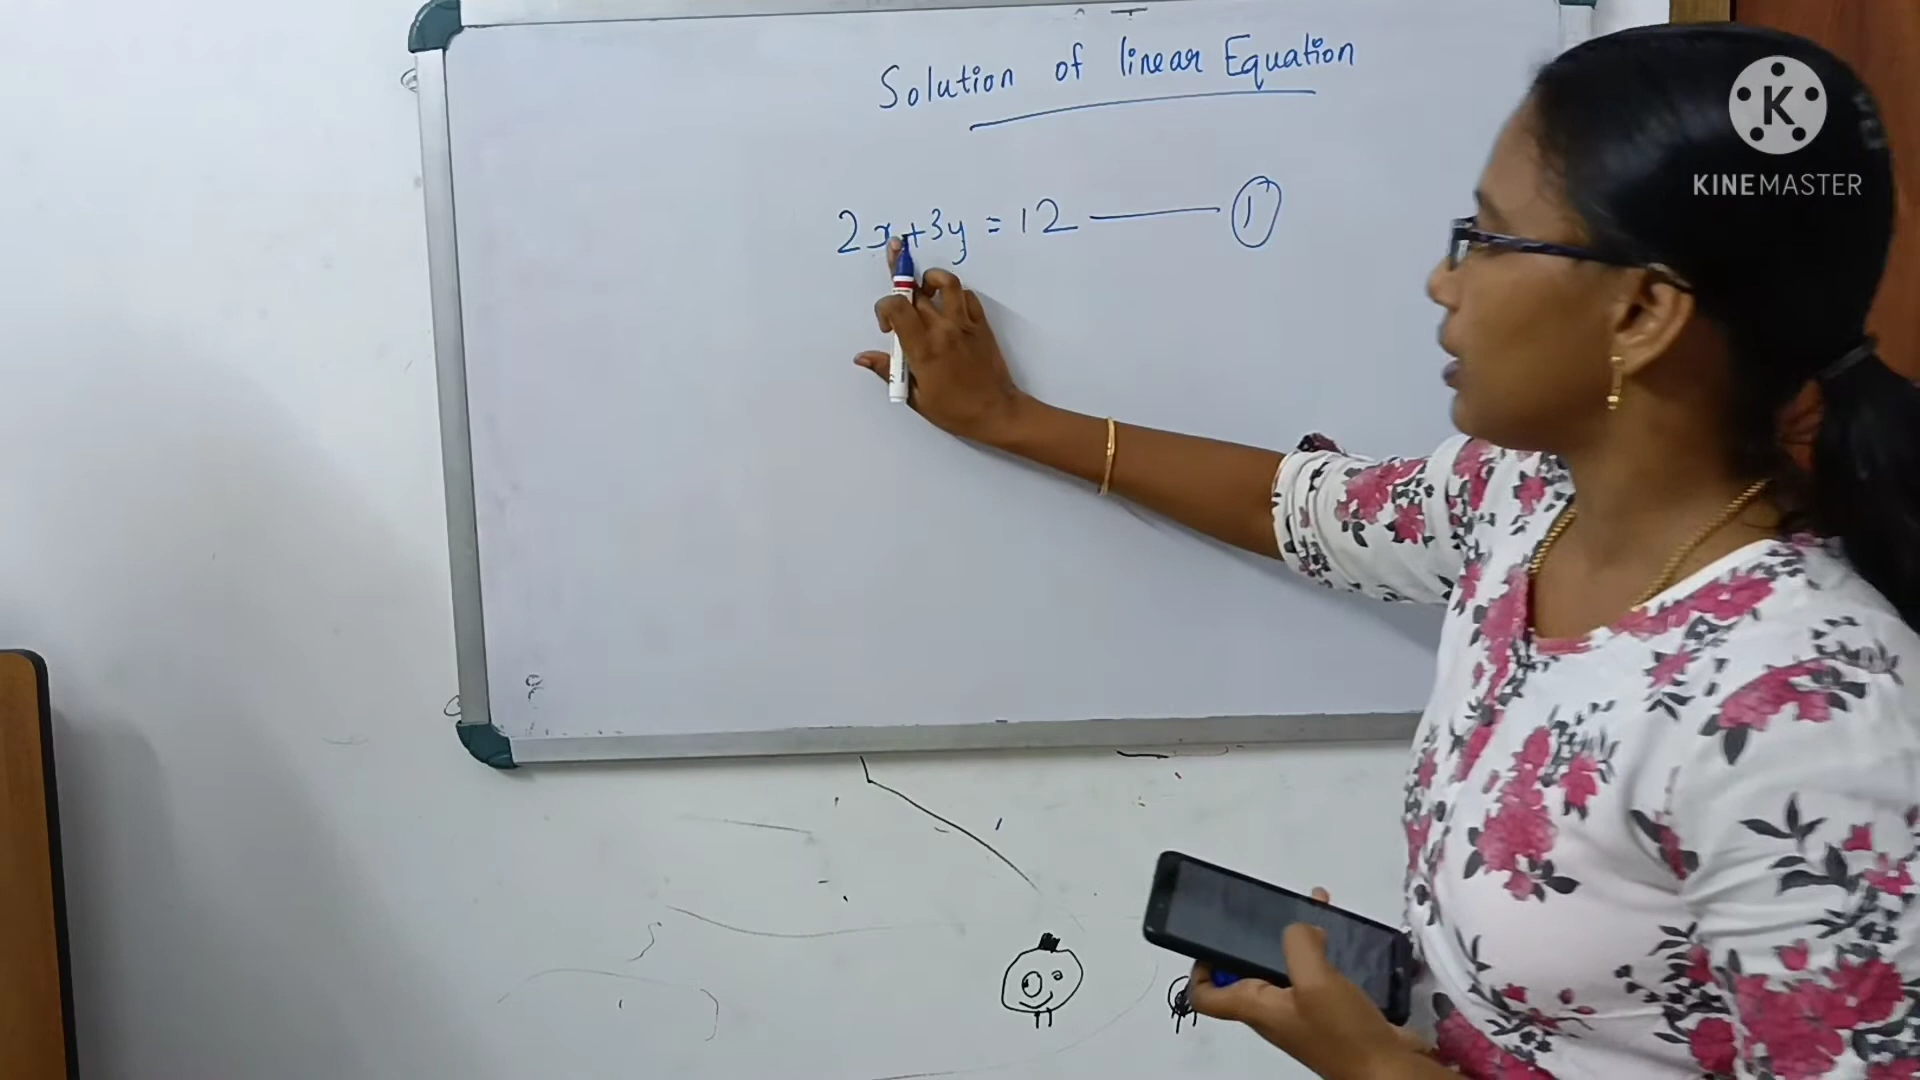 Solution of linear Equation
2x+3y = 12 —— 1
K
KINEMASTER